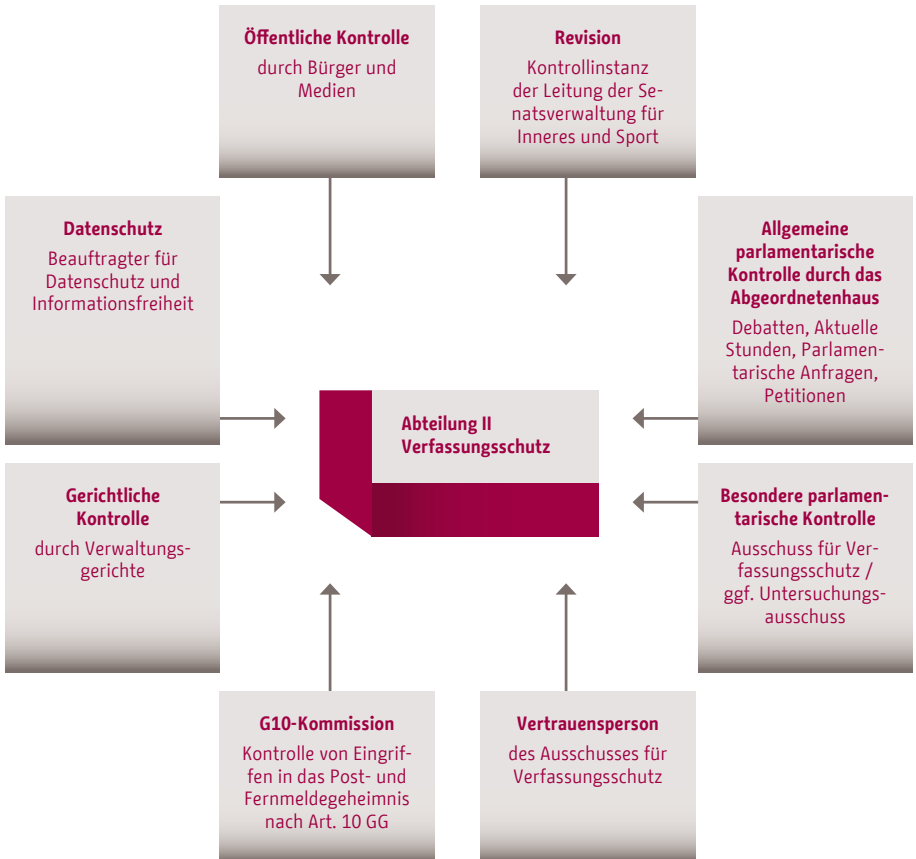 Öffentliche Kontrolle
durch Bürger und
Medien
Revision
Kontrollinstanz
der Leitung der Se-
natsverwaltung für
Inneres und Sport
Datenschutz
Beauftragter für
Datenschutz und
Informationsfreiheit
Allgemeine
parlamentarische
Kontrolle durch das
Abgeordnetenhaus
Debatten, Aktuelle
Stunden, Parlamen-
tarische Anfragen,
Petitionen
Abteilung II
Verfassungsschutz
Gerichtliche
Kontrolle
durch Verwaltungs-
gerichte
Besondere parlamen-
tarische Kontrolle
Ausschuss für Ver-
fassungsschutz /
ggf. Untersuchungs-
ausschuss
G10-Kommission
Kontrolle von Eingrif-
fen in das Post- und
Fernmeldegeheimnis
nach Art. 10 GG
Vertrauensperson
des Ausschusses für
Verfassungsschutz